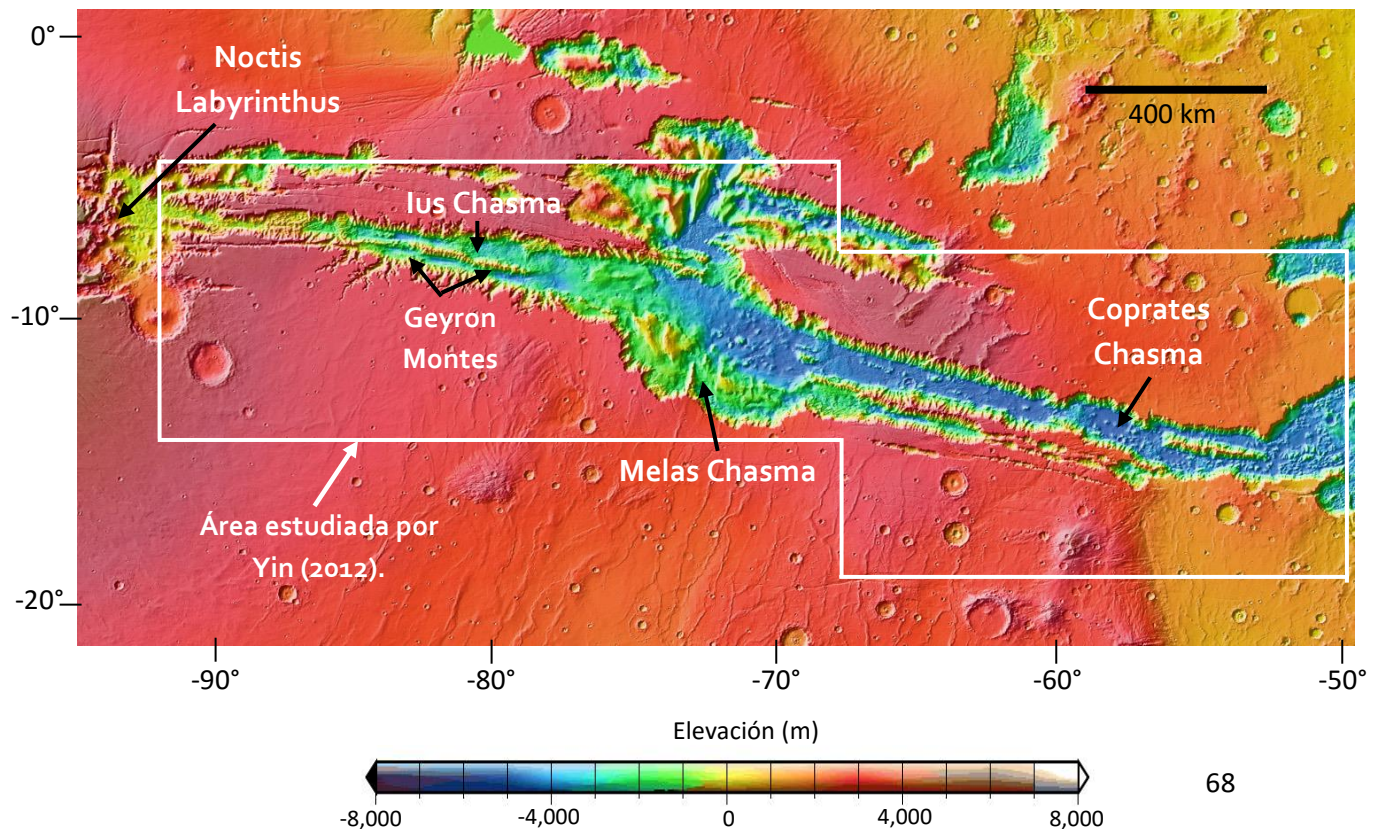 0°
Noctis
Labyrinthus
400 km
Ius Chasma
-10°
Geyron
Montes
Coprates
Chasma
Melas Chasma
Área estudiada por
Yin (2012).
-20°
-90°
-80°
-70°
-60°
-50°
Elevación (m)
68
-8,000
-4,000
0
4,000
8,000